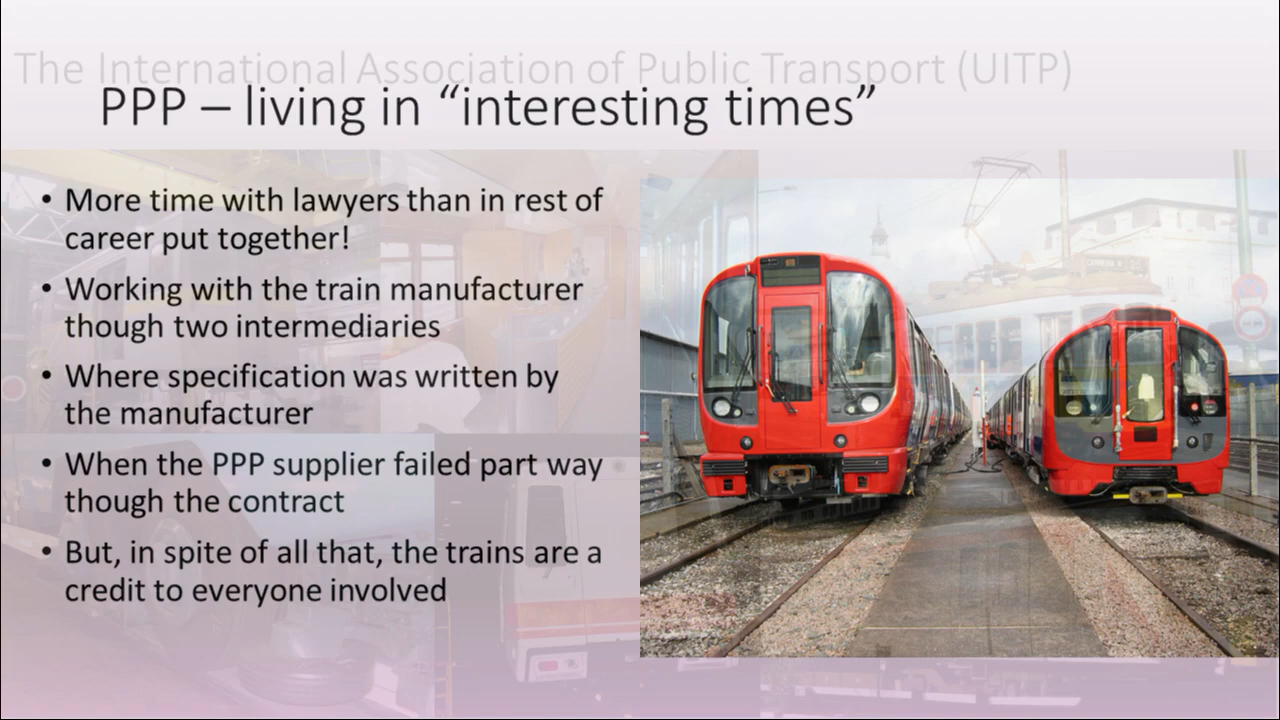 The International Association of Public Transport (UITP)
PPP – living in “interesting times”
• More time with lawyers than in rest of
career put together!
• Working with the train manufacturer
though two intermediaries
• Where specification was written by
the manufacturer
• When the PPP supplier failed part way
though the contract
• But, in spite of all that, the trains are a
credit to everyone involved